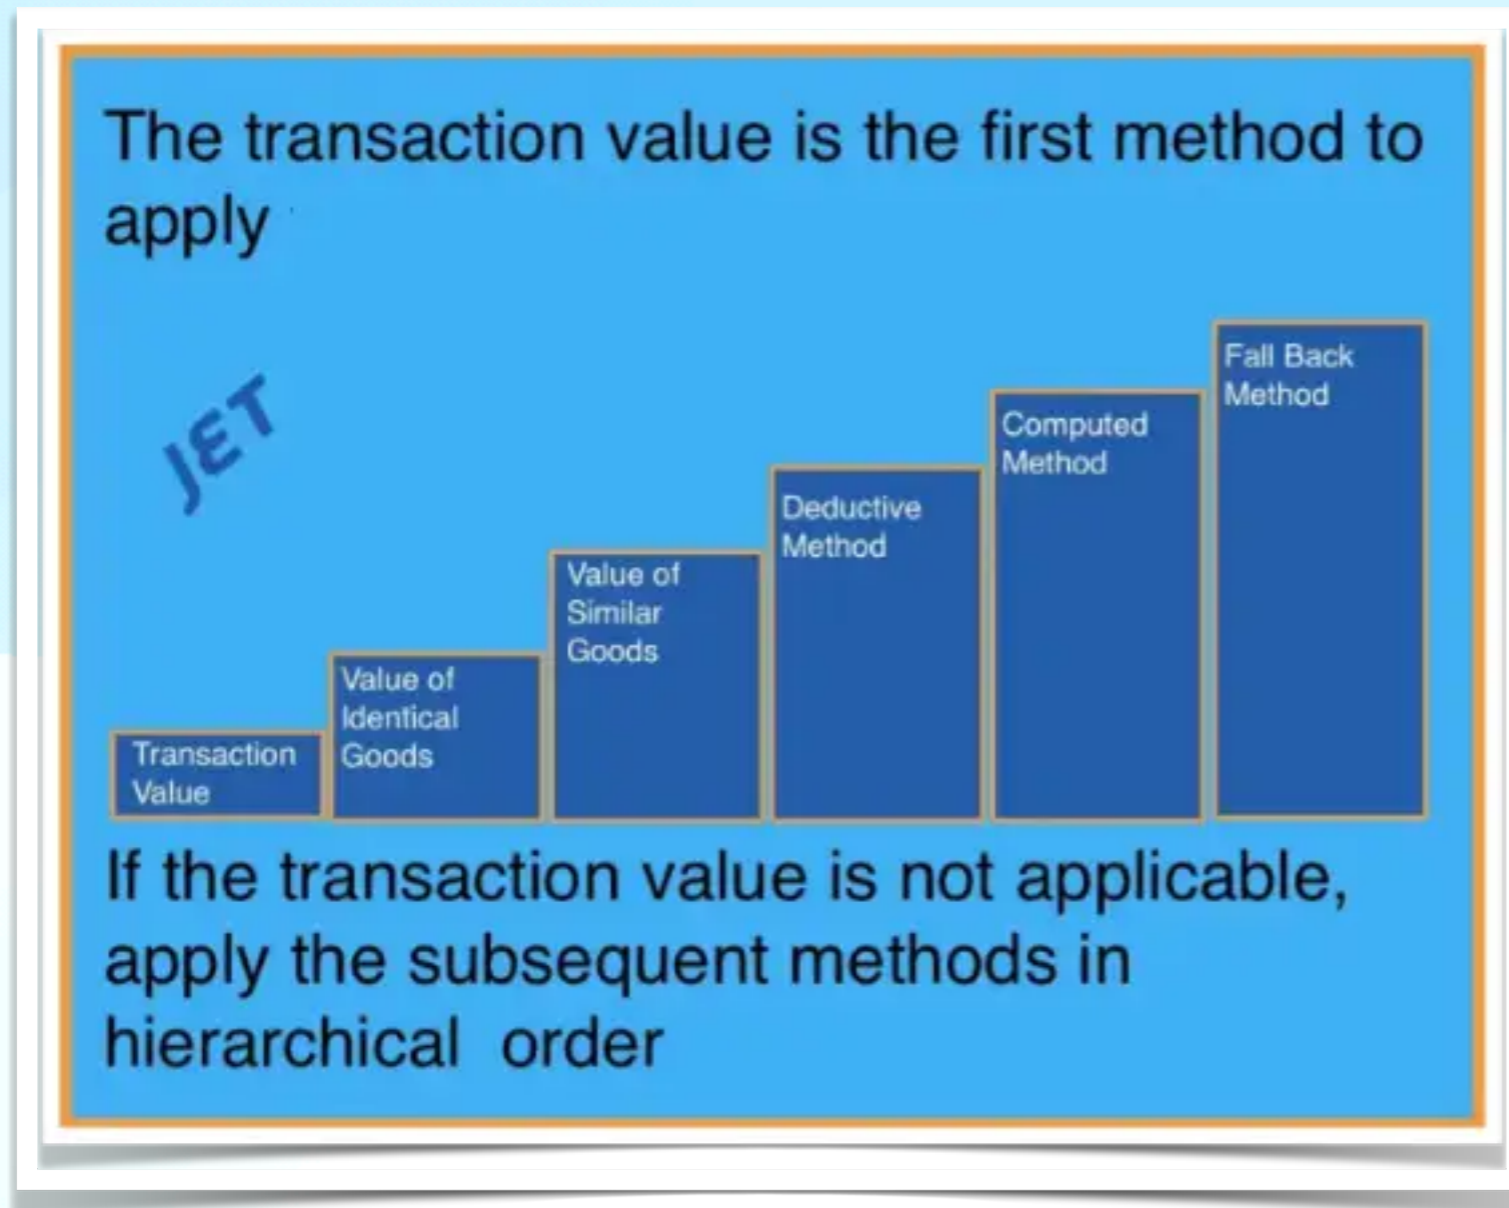 The transaction value is the first method to
apply
JET
Fall Back
Method
Computed
Method
Deductive
Method
Value of
Similar
Goods
Value of
Identical
Goods
Transaction
Value
If the transaction value is not applicable,
apply the subsequent methods in
hierarchical order